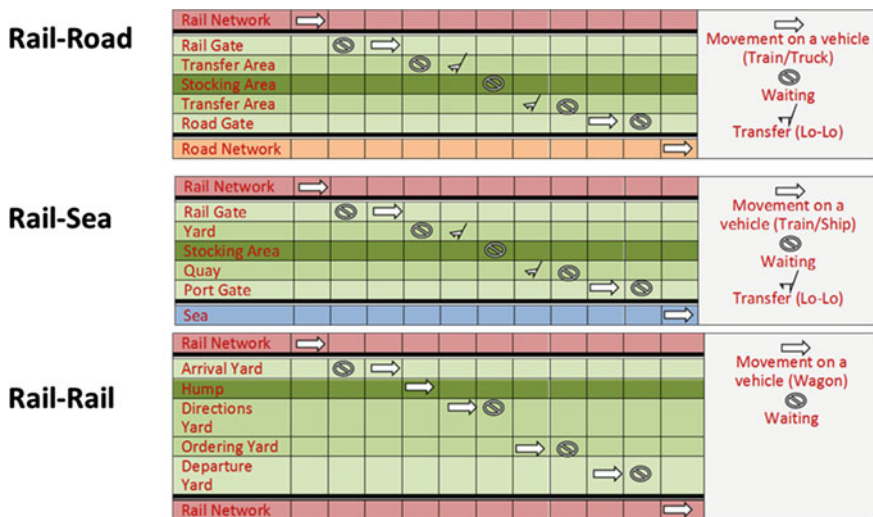 Rail-Road
Rail Network
Rail Gate
Transfer Area
Stocking Area
Transfer Area
Road Gate
Road Network
Movement on a vehicle
(Train/Truck)
Waiting
Transfer (Lo-Lo)
Rail-Sea
Rail Network
Rail Gate
Yard
Stocking Area
Quay
Port Gate
Sea
Movement on a
vehicle (Train/Ship)
Waiting
Transfer (Lo-Lo)
Rail-Rail
Rail Network
Arrival Yard
Hump
Directions
Yard
Ordering Yard
Departure
Yard
Rail Network
Movement on a
vehicle (Wagon)
Waiting